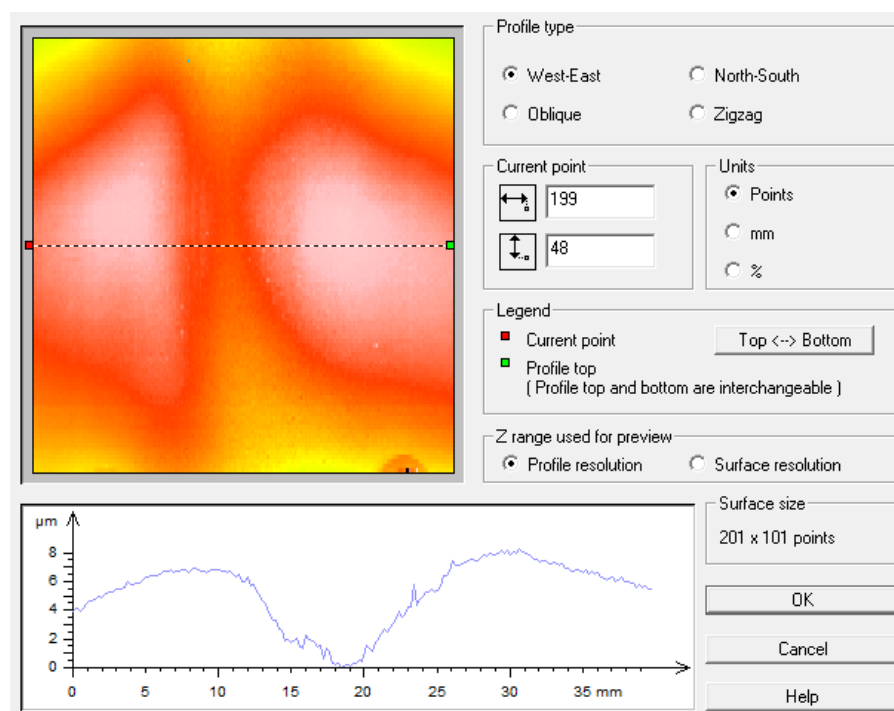 Profile type
West-East
North-South
Oblique
Zigzag
Current point
199
48
Units
Points
mm
%
Legend
Current point
Top <--> Bottom
Profile top
( Profile top and bottom are interchangeable )
Z range used for preview
Profile resolution
Surface resolution
Surface size
201 x 101 points
µm
8
6
4
2
0
0 5 10 15 20 25 30 35 mm
OK
Cancel
Help